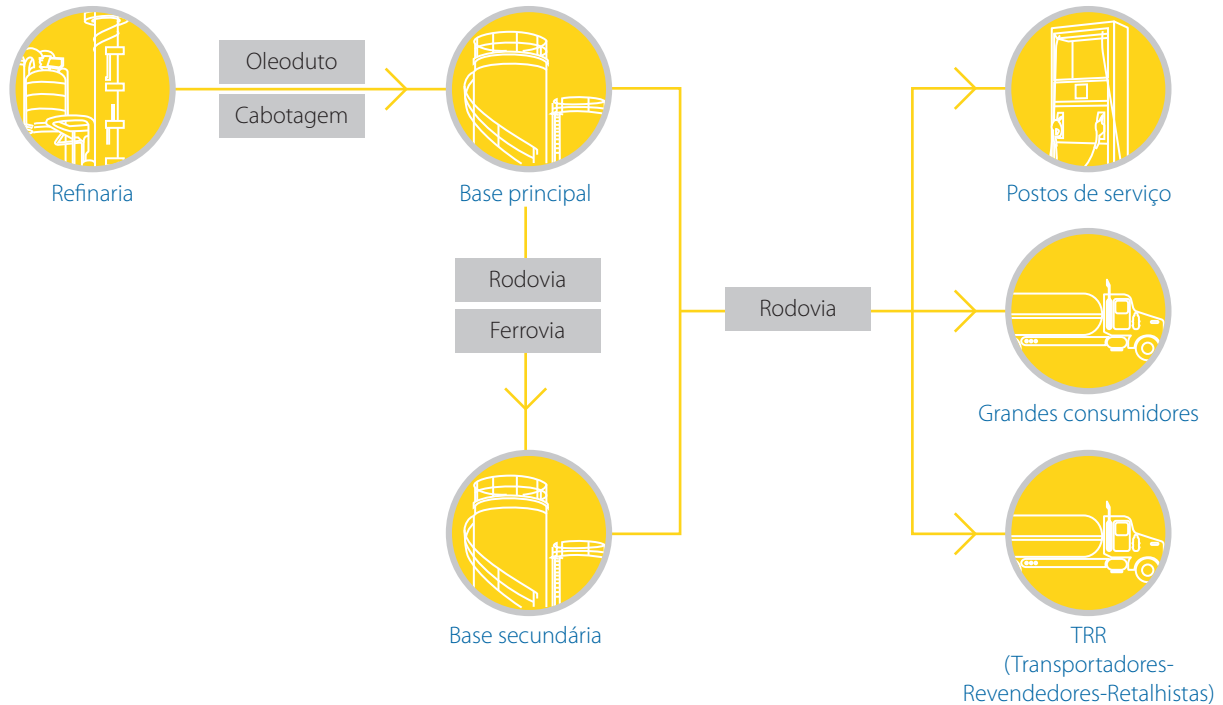 Oleoduto
Cabotagem
Refinaria
Base principal
Postos de serviço
Rodovia
Ferrovia
Rodovia
Grandes consumidores
Base secundária
TRR
(Transportadores-
Revendedores-Retalhistas)